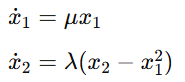 ẋ₁ = μx₁
ẋ₂ = λ(x₂ − x₁²)